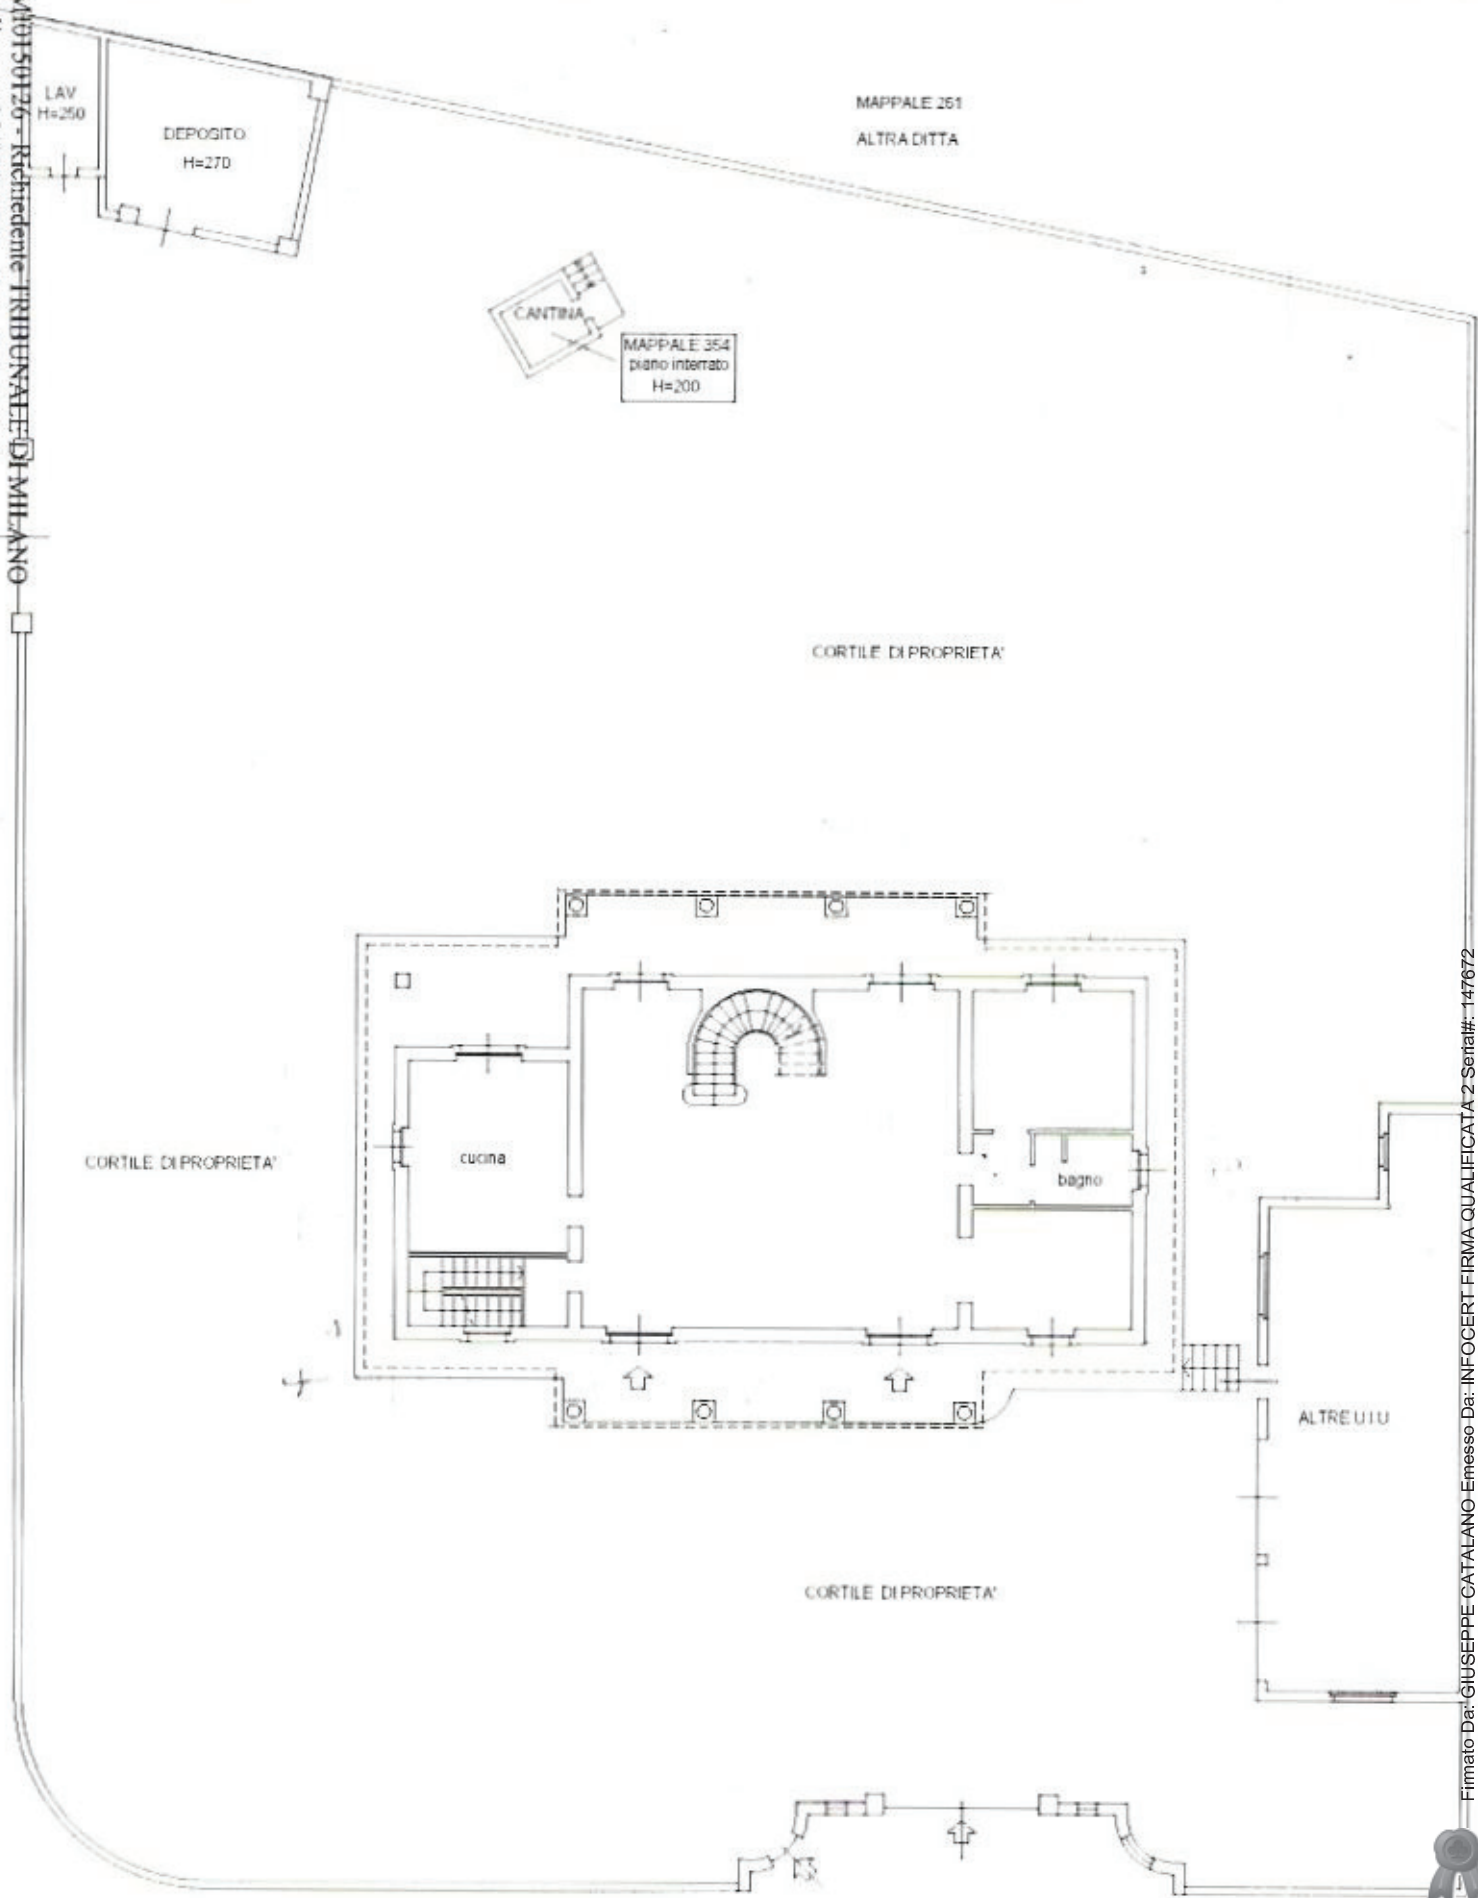 MI0150126 - Richiedente TRIBUNALE DI MILANO
LAV
H=250
DEPOSITO
H=270
MAPPALE 261
ALTRA DITTA
CANTINA
MAPPALE 354
piano interrato
H=200
CORTILE DI PROPRIETA'
CORTILE DI PROPRIETA'
cucina
bagno
ALTRE U I U
CORTILE DI PROPRIETA'
Firmato Da: GIUSEPPE CATALANO Emesso Da: INFOCERT FIRMA QUALIFICATA 2 Serial#: 147672